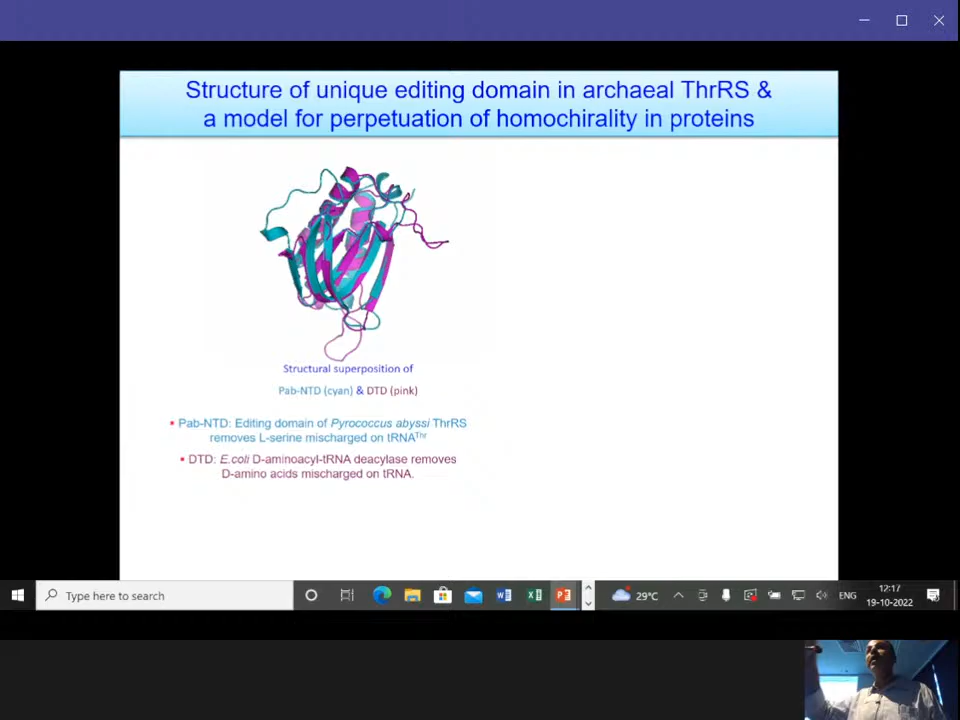 Structure of unique editing domain in archaeal ThrRS &
a model for perpetuation of homochirality in proteins
Structural superposition of
Pab-NTD (cyan) & DTD (pink)
▪ Pab-NTD: Editing domain of Pyrococcus abyssi ThrRS
removes L-serine mischarged on tRNAThr
▪ DTD: E.coli D-aminoacyl-tRNA deacylase removes
D-amino acids mischarged on tRNA.
Type here to search
29°C
ENG
12:17
19-10-2022